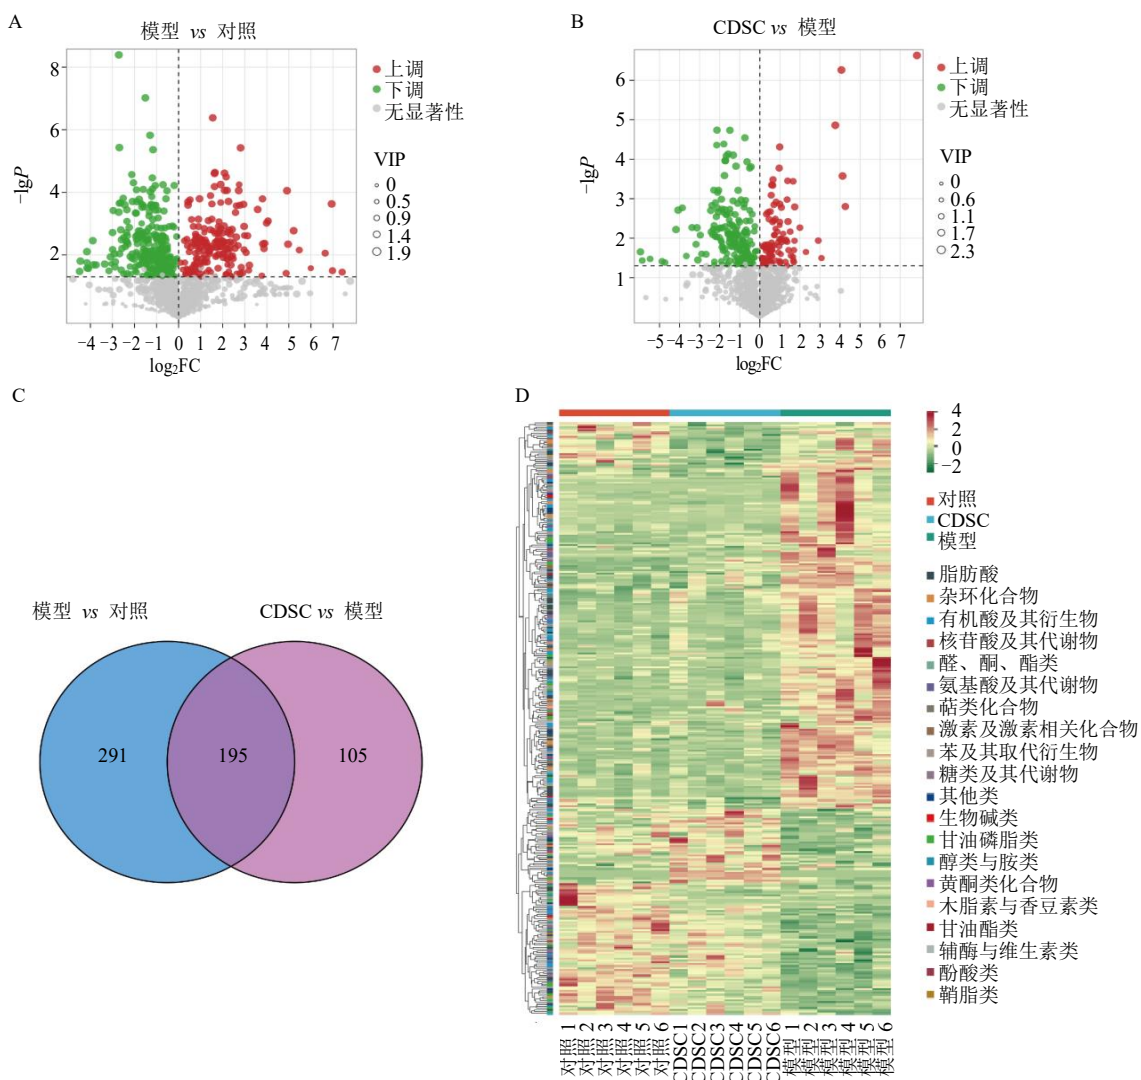 A
模型 vs 对照
8
6
4
2
−lgP
−4 −3 −2 −1 0 1 2 3 4 5 6 7
log₂FC
上调
下调
无显著性
VIP
0
0.5
0.9
1.4
1.9
B
CDSC vs 模型
6
5
4
3
2
1
−lgP
−5 −4 −3 −2 −1 0 1 2 3 4 5 6 7
log₂FC
上调
下调
无显著性
VIP
0
0.6
1.1
1.7
2.3
C
模型 vs 对照
CDSC vs 模型
291
195
105
D
4
2
0
−2
对照
CDSC
模型
脂肪酸
杂环化合物
有机酸及其衍生物
核苷酸及其代谢物
醛、酮、酯类
氨基酸及其代谢物
萜类化合物
激素及激素相关化合物
苯及其取代衍生物
糖类及其代谢物
其他类
生物碱类
甘油磷脂类
醇类与胺类
黄酮类化合物
木脂素与香豆素类
甘油酯类
辅酶与维生素类
酚酸类
鞘脂类
对照 1
对照 2
对照 3
对照 4
对照 5
对照 6
CDSC1
CDSC2
CDSC3
CDSC4
CDSC5
CDSC6
模型 1
模型 2
模型 3
模型 4
模型 5
模型 6